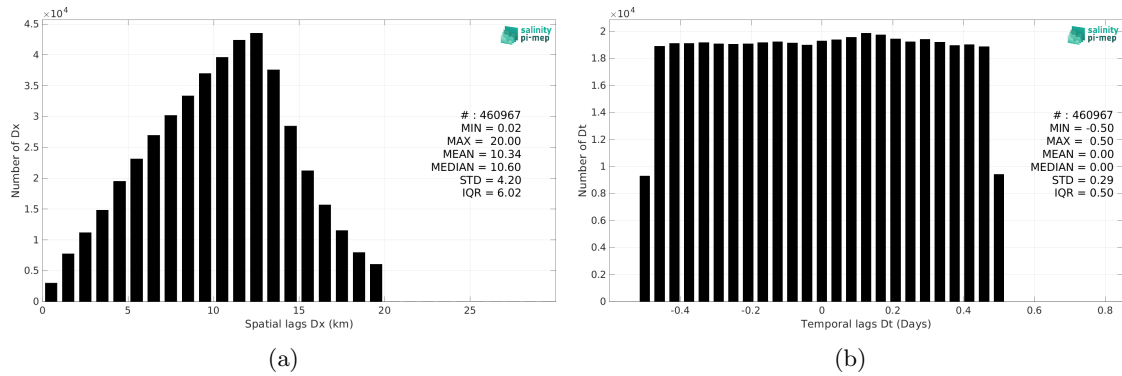 ×10⁴
4.5
4
3.5
3
2.5
2
1.5
1
0.5
0
Number of Dx
0 5 10 15 20 25
Spatial lags Dx (km)
salinity
pi-mep
# : 460967
MIN = 0.02
MAX = 20.00
MEAN = 10.34
MEDIAN = 10.60
STD = 4.20
IQR = 6.02
(a)
×10⁴
2
1.8
1.6
1.4
1.2
1
0.8
0.6
0.4
0.2
0
Number of Dt
-0.4 -0.2 0 0.2 0.4 0.6 0.8
Temporal lags Dt (Days)
salinity
pi-mep
# : 460967
MIN = -0.50
MAX = 0.50
MEAN = 0.00
MEDIAN = 0.00
STD = 0.29
IQR = 0.50
(b)